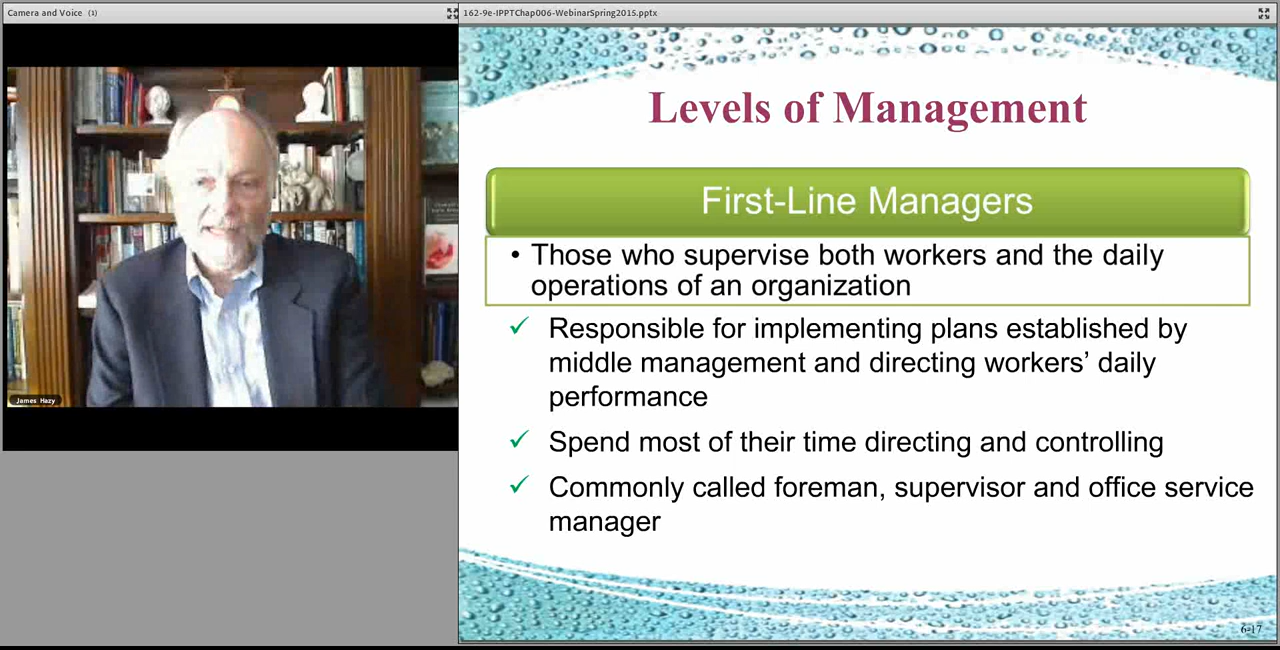 Camera and Voice (1)
162-9e-IPPTChap006-WebinarSpring2015.pptx
James Hazy
Levels of Management
First-Line Managers
• Those who supervise both workers and the daily
operations of an organization
✓ Responsible for implementing plans established by
middle management and directing workers’ daily
performance
✓ Spend most of their time directing and controlling
✓ Commonly called foreman, supervisor and office service
manager
6-17